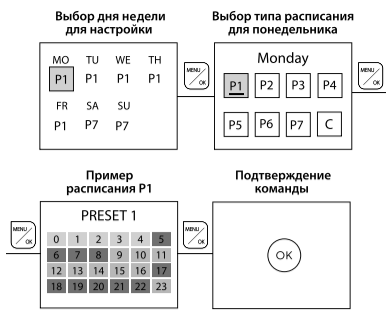 Выбор дня недели
для настройки
MO TU WE TH
P1 P1 P1 P1
FR SA SU
P1 P7 P7
MENU
OK
Выбор типа расписания
для понедельника
Monday
P1 P2 P3 P4
P5 P6 P7 C
MENU
OK
MENU
OK
Пример
расписания P1
PRESET 1
0 1 2 3 4 5
6 7 8 9 10 11
12 13 14 15 16 17
18 19 20 21 22 23
MENU
OK
Подтверждение
команды
OK